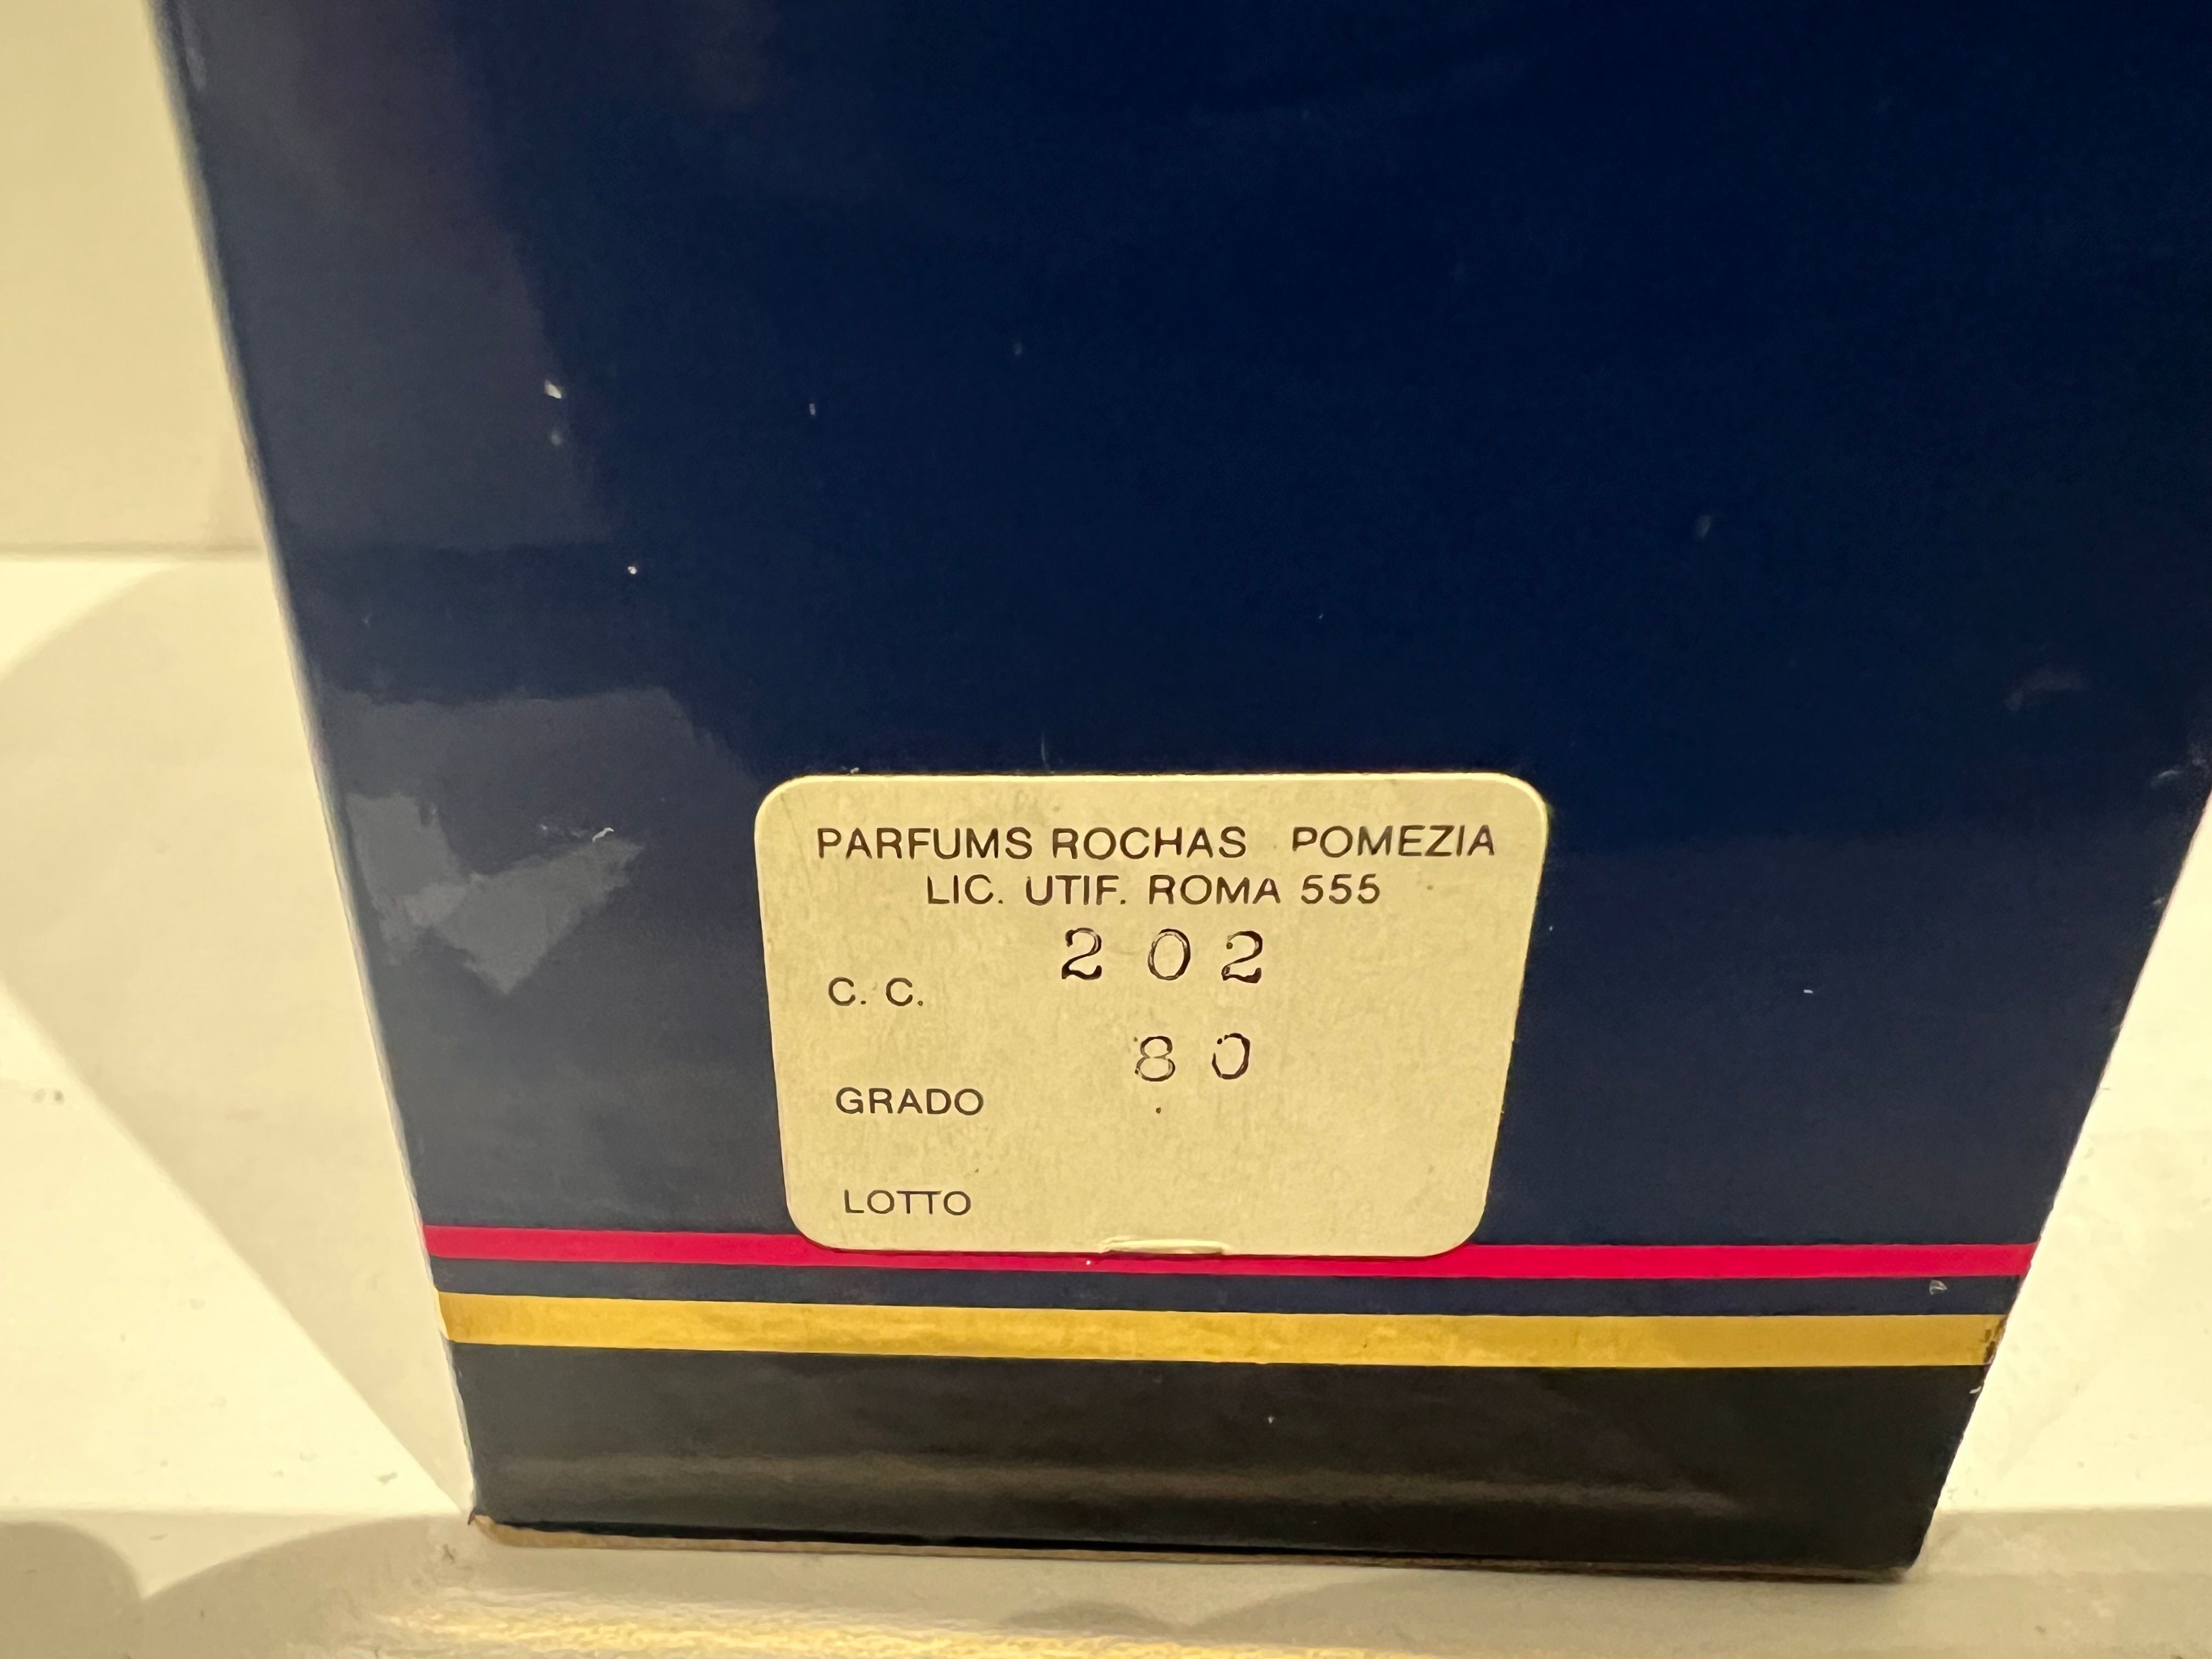 PARFUMS ROCHAS POMEZIA
LIC. UTIF. ROMA 555
C. C. 202
GRADO 80
LOTTO